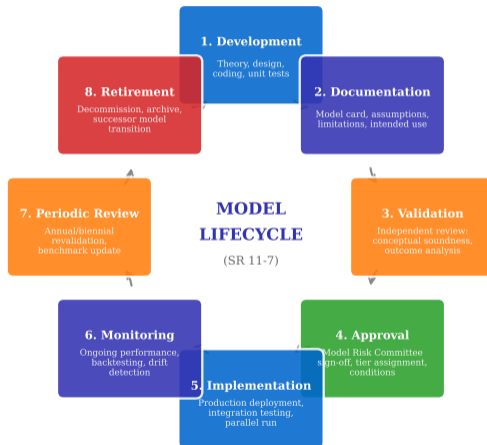 1. Development
Theory, design,
coding, unit tests
2. Documentation
Model card, assumptions,
limitations, intended use
3. Validation
Independent review:
conceptual soundness,
outcome analysis
4. Approval
Model Risk Committee
sign-off, tier assignment,
conditions
5. Implementation
Production deployment,
integration testing,
parallel run
6. Monitoring
Ongoing performance,
backtesting, drift
detection
7. Periodic Review
Annual/biennial
revalidation,
benchmark update
8. Retirement
Decommission, archive,
successor model
transition
MODEL
LIFECYCLE
(SR 11-7)